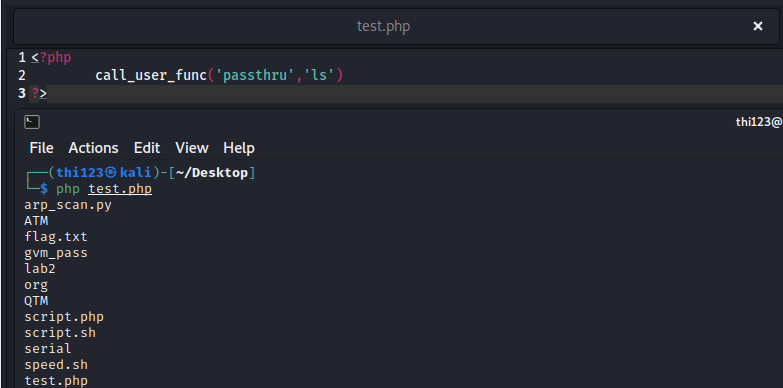 test.php ×
1 <?php
2 call_user_func('passthru','ls')
3 ?>
thi123@
File Actions Edit View Help
┌──(thi123㉿kali)-[~/Desktop]
└─$ php test.php
arp_scan.py
ATM
flag.txt
gvm_pass
lab2
org
QTM
script.php
script.sh
serial
speed.sh
test.php